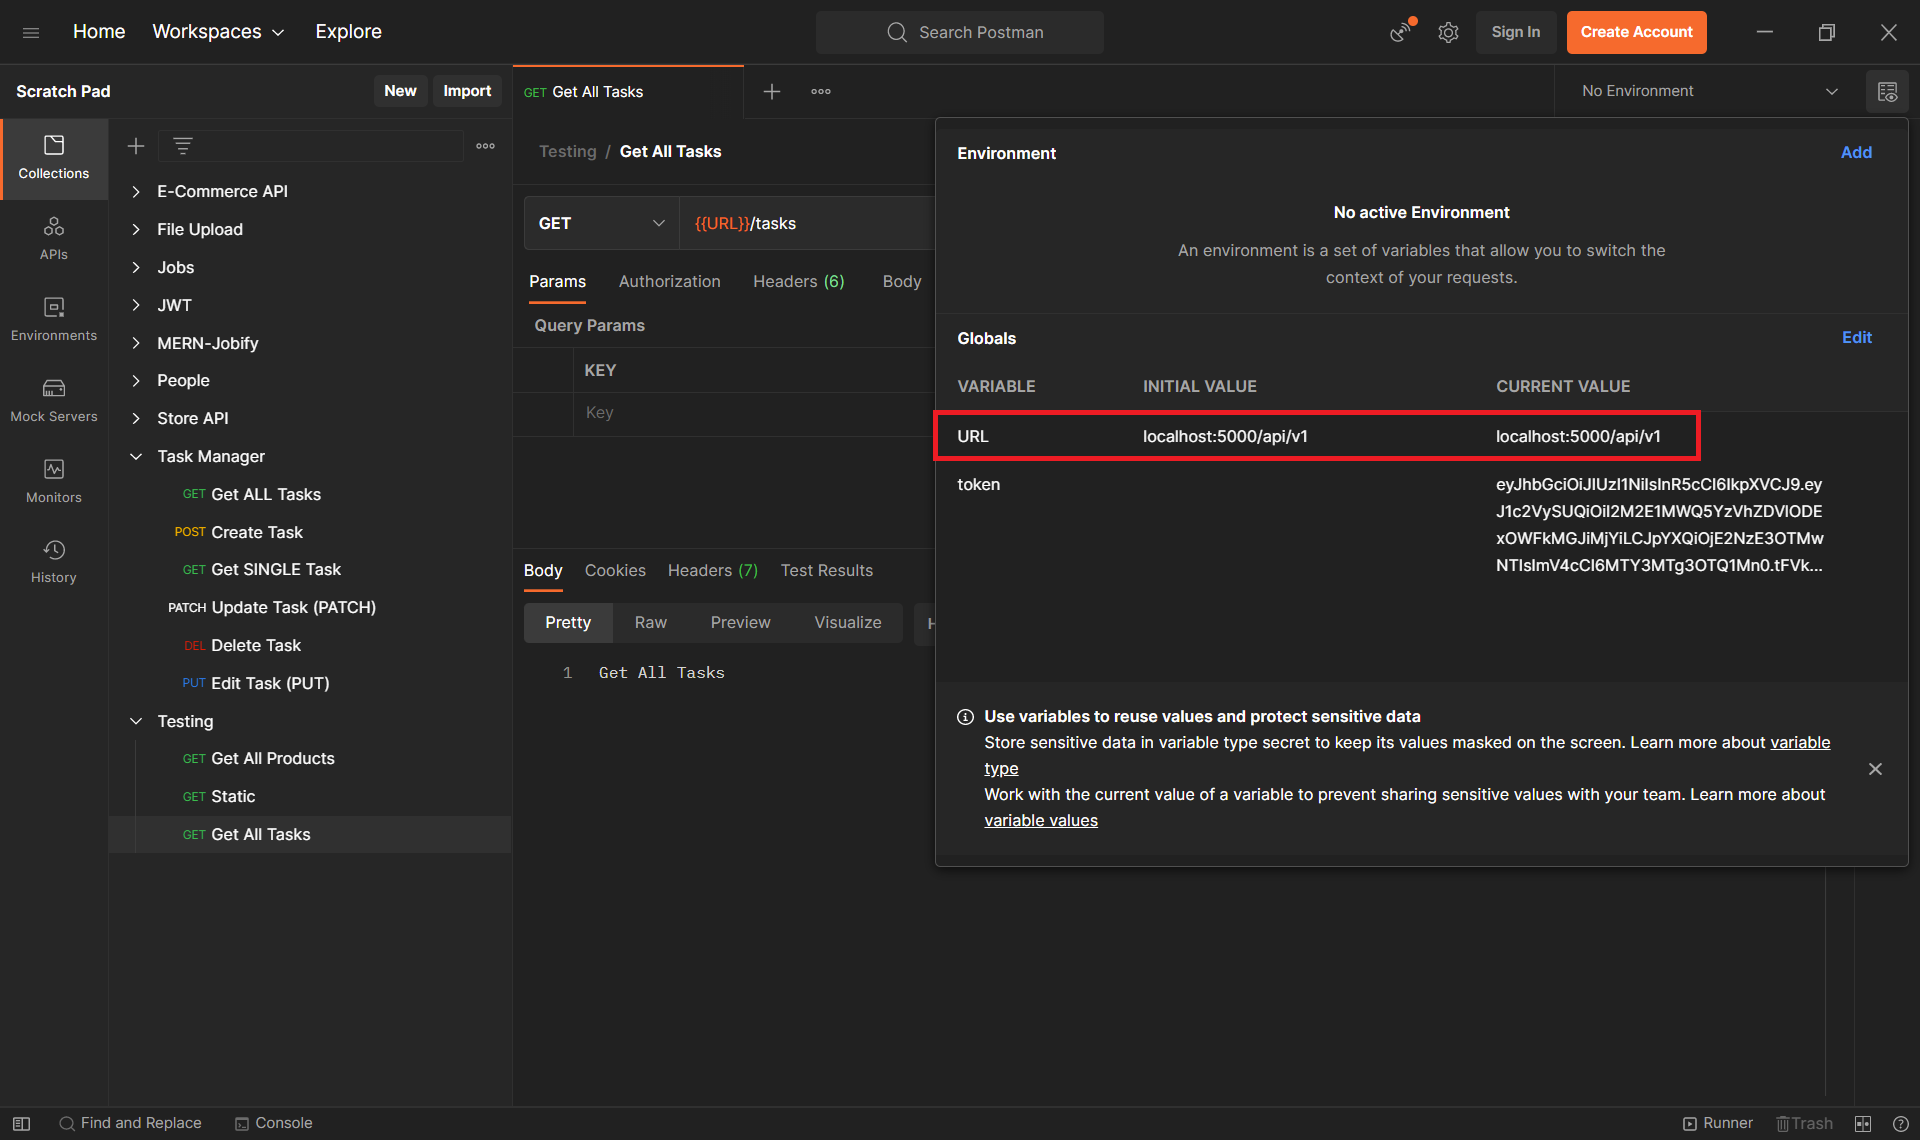 Home Workspaces Explore
Search Postman
Sign In Create Account
Scratch Pad New Import
GET Get All Tasks
No Environment
Collections
APIs
Environments
Mock Servers
Monitors
History
E-Commerce API
File Upload
Jobs
JWT
MERN-Jobify
People
Store API
Task Manager
GET Get ALL Tasks
POST Create Task
GET Get SINGLE Task
PATCH Update Task (PATCH)
DEL Delete Task
PUT Edit Task (PUT)
Testing
GET Get All Products
GET Static
GET Get All Tasks
Testing / Get All Tasks
GET {{URL}}/tasks
Params Authorization Headers (6) Body
Query Params
KEY
Key
Body Cookies Headers (7) Test Results
Pretty Raw Preview Visualize
1 Get All Tasks
Environment Add
No active Environment
An environment is a set of variables that allow you to switch the
context of your requests.
Globals Edit
VARIABLE INITIAL VALUE CURRENT VALUE
URL localhost:5000/api/v1 localhost:5000/api/v1
token
eyJhbGciOiJIUzI1NiIsInR5cCI6IkpXVCJ9.ey
J1c2VySUQiOiI2M2E1MWQ5YzVhZDVlODE
xOWFkMGJiMjYiLCJpYXQiOjE2NzE3OTMw
NTIsImV4cCI6MTY3MTg3OTQ1Mn0.tFVk...
Use variables to reuse values and protect sensitive data
Store sensitive data in variable type secret to keep its values masked on the screen. Learn more about variable
type
Work with the current value of a variable to prevent sharing sensitive values with your team. Learn more about
variable values
Find and Replace Console
Runner Trash